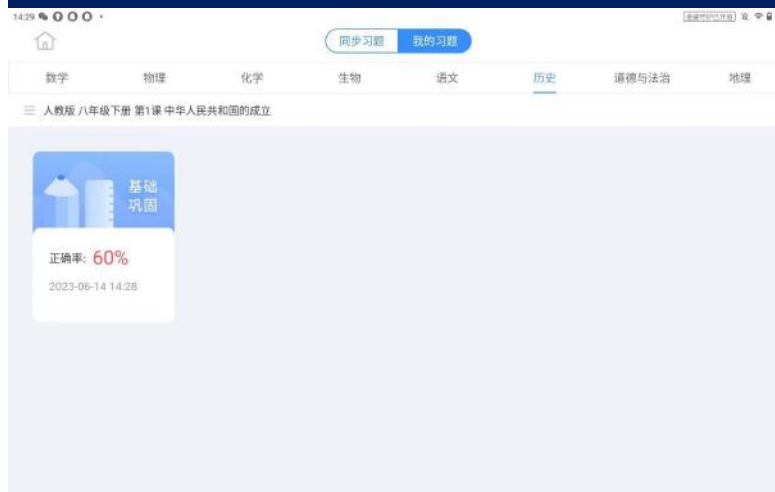 14:29
同步习题 我的习题
数学 物理 化学 生物 语文 历史 道德与法治 地理
人教版 八年级下册 第1课 中华人民共和国的成立
基础
巩固
正确率: 60%
2023-06-14 14:28